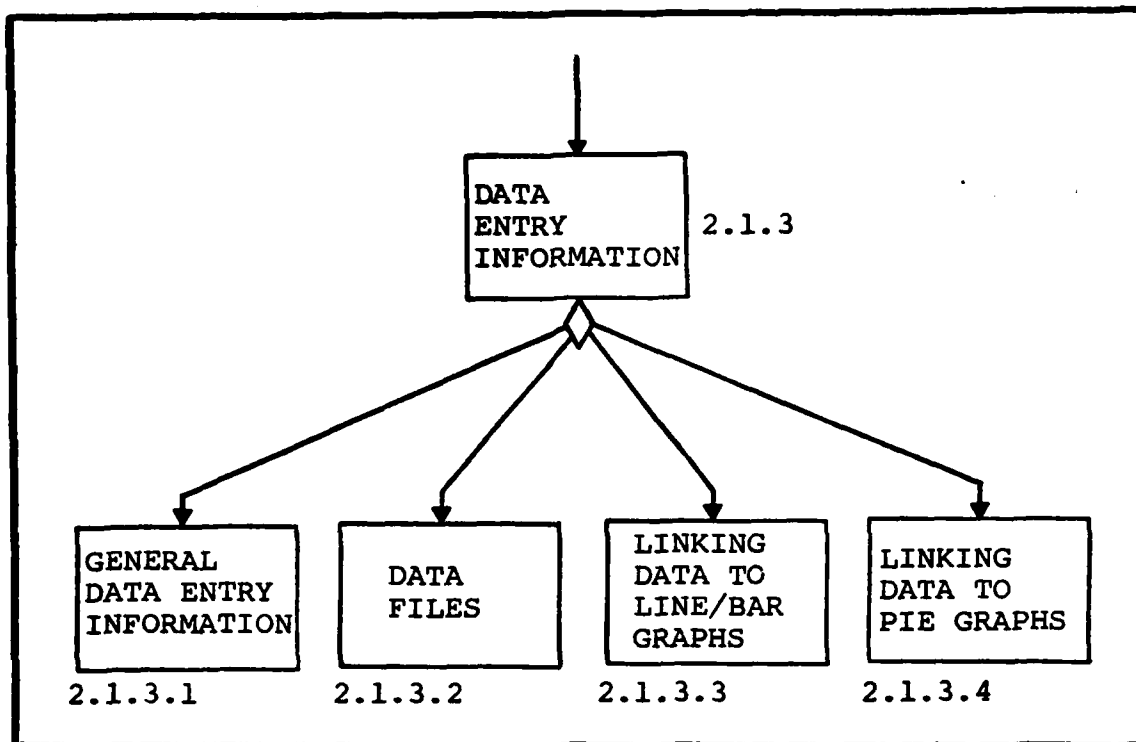 DATA
ENTRY
INFORMATION
2.1.3
GENERAL
DATA ENTRY
INFORMATION
2.1.3.1
DATA
FILES
2.1.3.2
LINKING
DATA TO
LINE/BAR
GRAPHS
2.1.3.3
LINKING
DATA TO
PIE GRAPHS
2.1.3.4